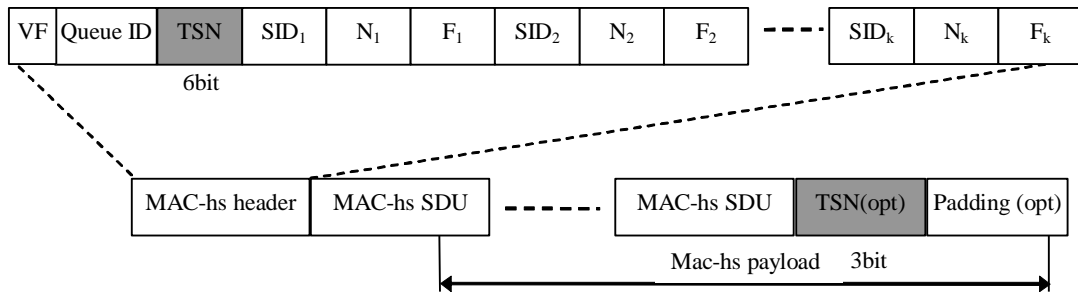 VF Queue ID TSN SID₁ N₁ F₁ SID₂ N₂ F₂ SIDₖ Nₖ Fₖ
6bit
MAC-hs header MAC-hs SDU MAC-hs SDU TSN(opt) Padding (opt)
Mac-hs payload 3bit